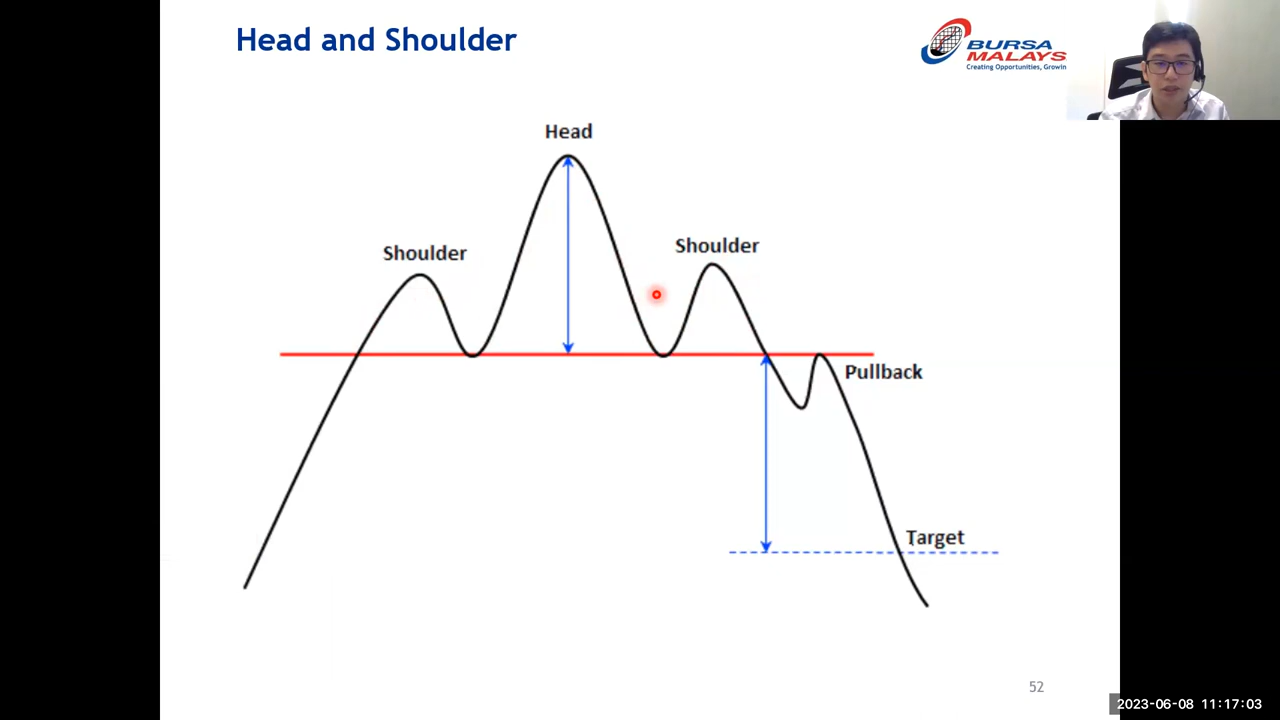 Head and Shoulder
BURSA
MALAYS
Creating Opportunities, Growin
Head
Shoulder
Shoulder
Pullback
Target
52
2023-06-08 11:17:03